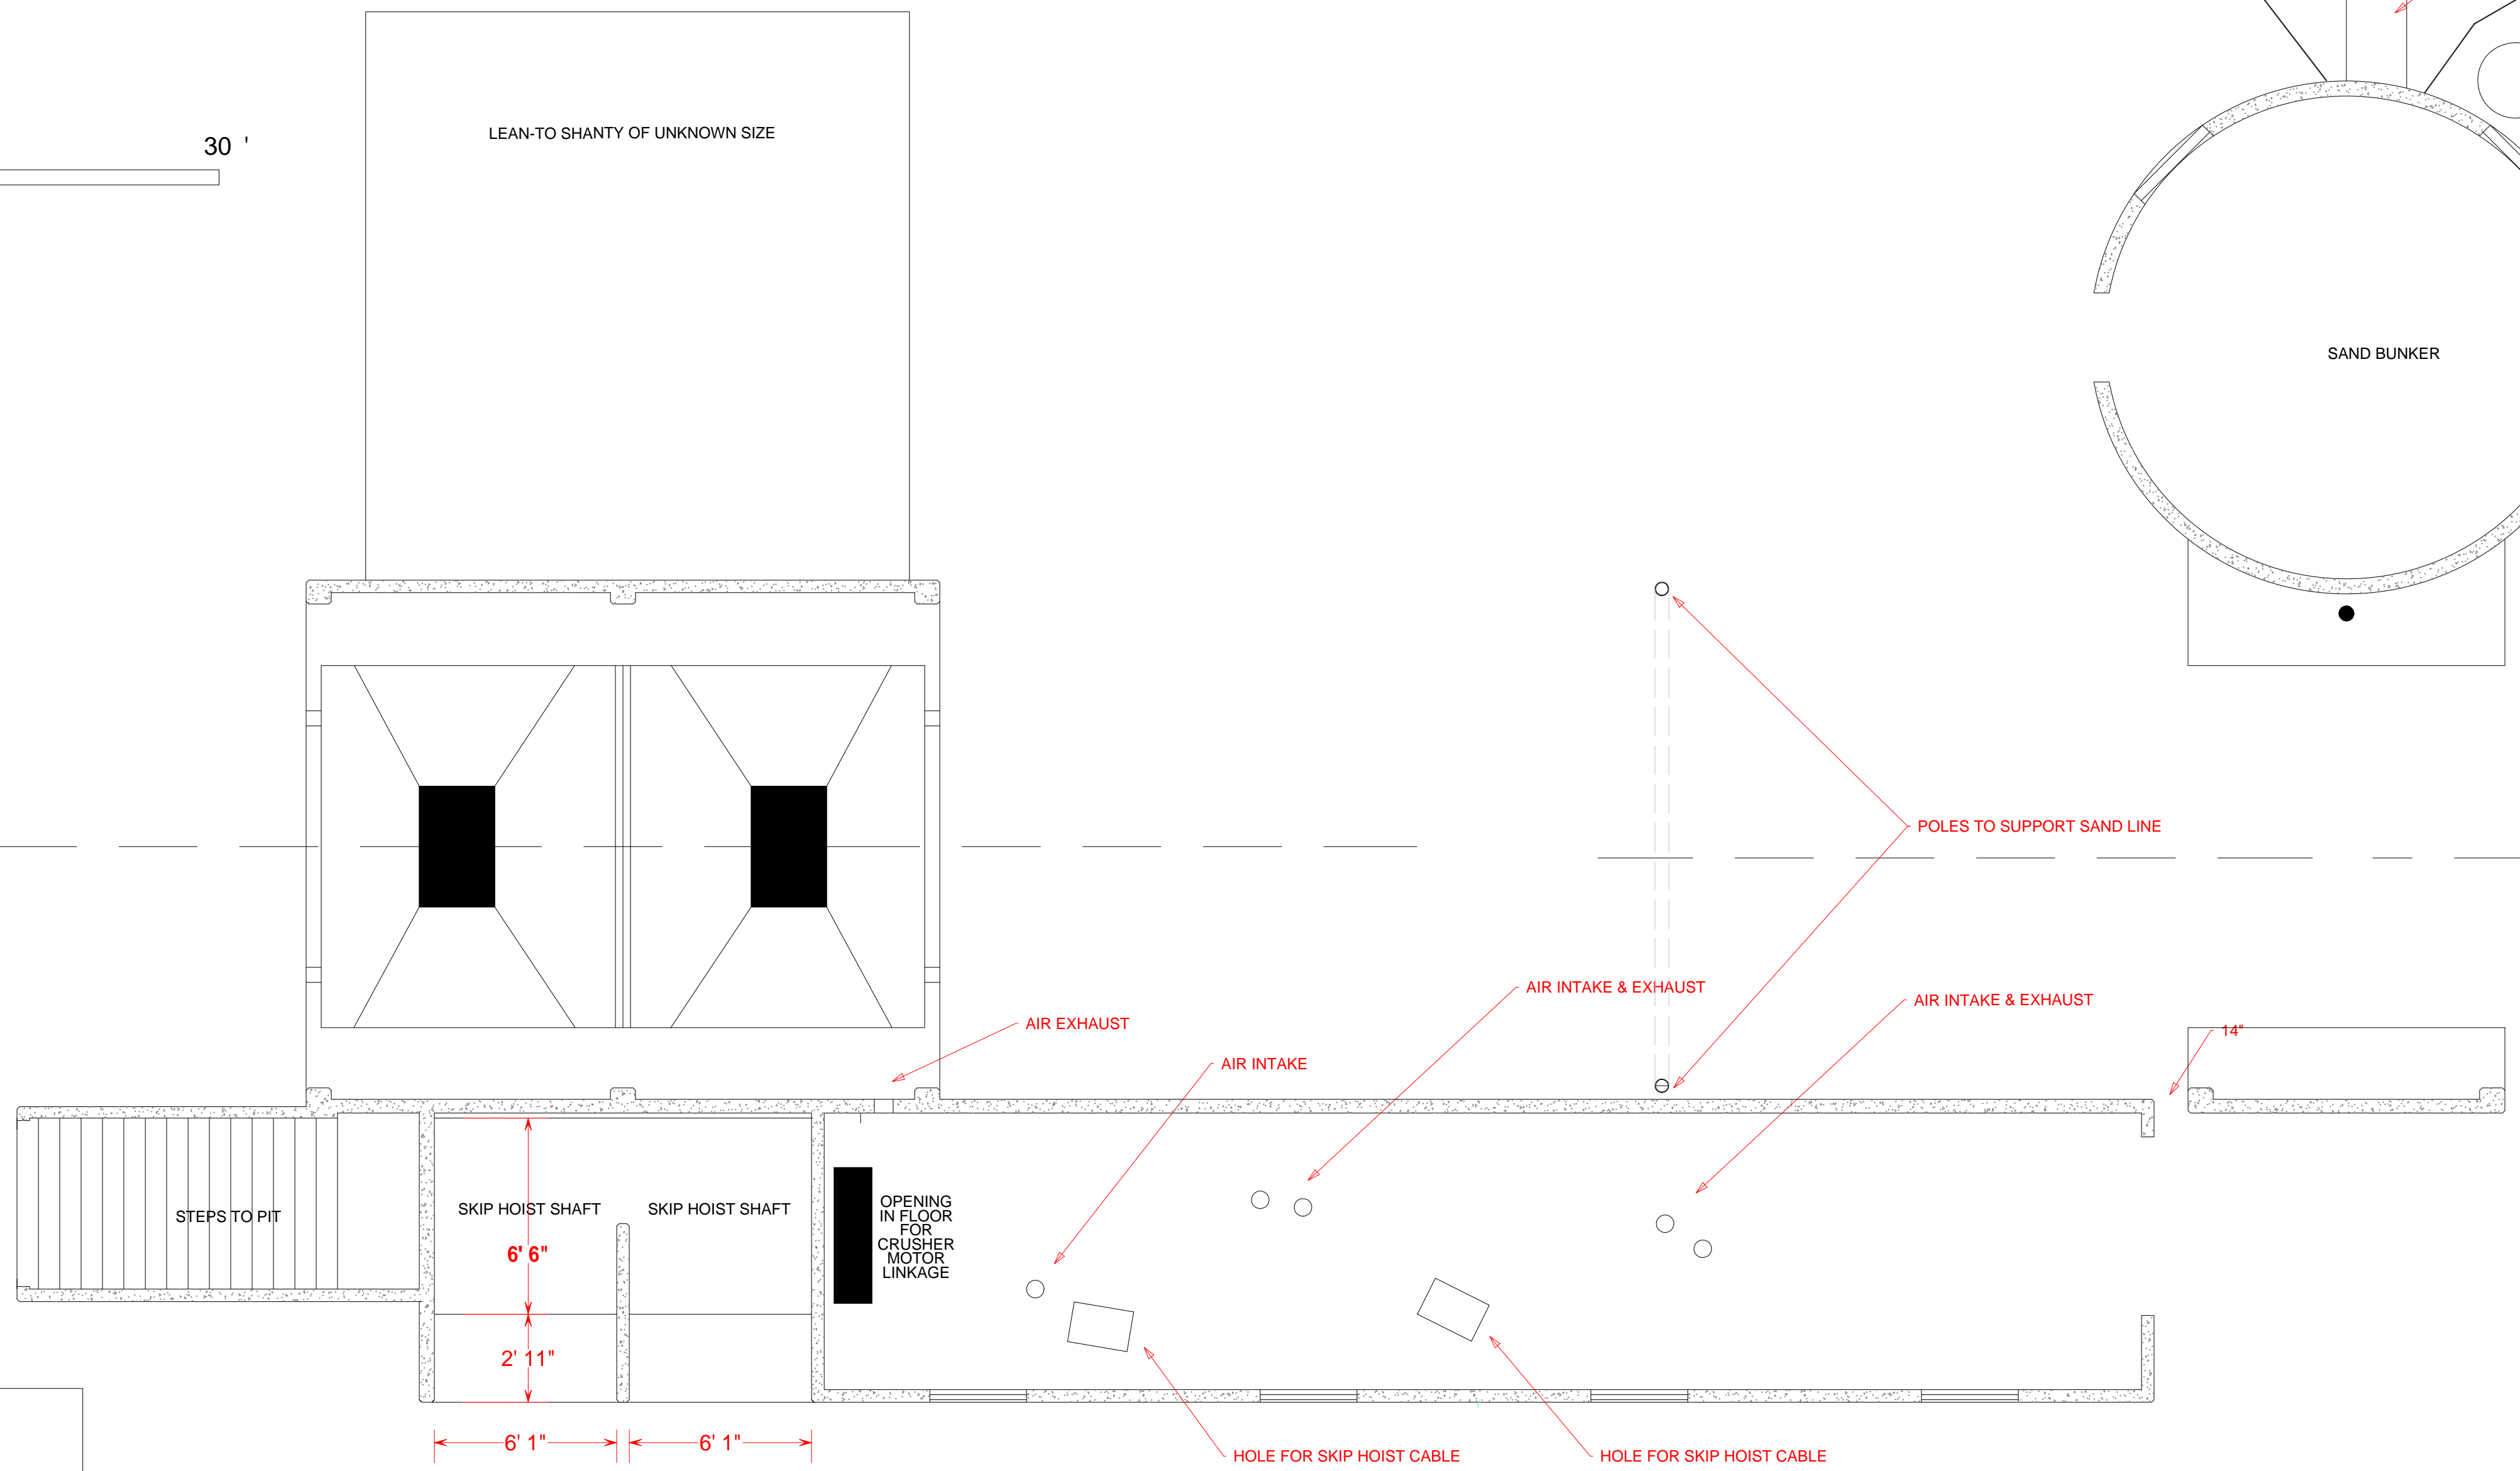 30 '
LEAN-TO SHANTY OF UNKNOWN SIZE
SAND BUNKER
POLES TO SUPPORT SAND LINE
AIR INTAKE & EXHAUST
AIR INTAKE & EXHAUST
AIR EXHAUST
14"
AIR INTAKE
STEPS TO PIT
SKIP HOIST SHAFT
SKIP HOIST SHAFT
OPENING
IN FLOOR
FOR
CRUSHER
MOTOR
LINKAGE
6' 6"
2' 11"
6' 1"
6' 1"
HOLE FOR SKIP HOIST CABLE
HOLE FOR SKIP HOIST CABLE